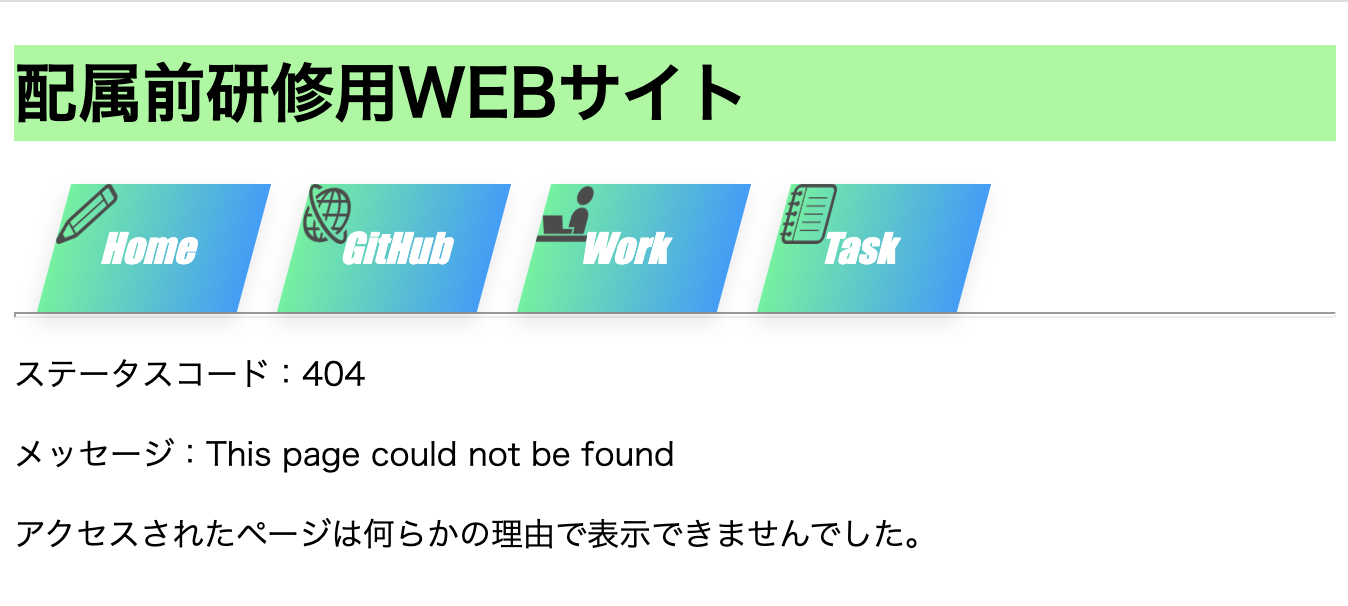 配属前研修用WEBサイト
Home GitHub Work Task
ステータスコード：404
メッセージ：This page could not be found
アクセスされたページは何らかの理由で表示できませんでした。